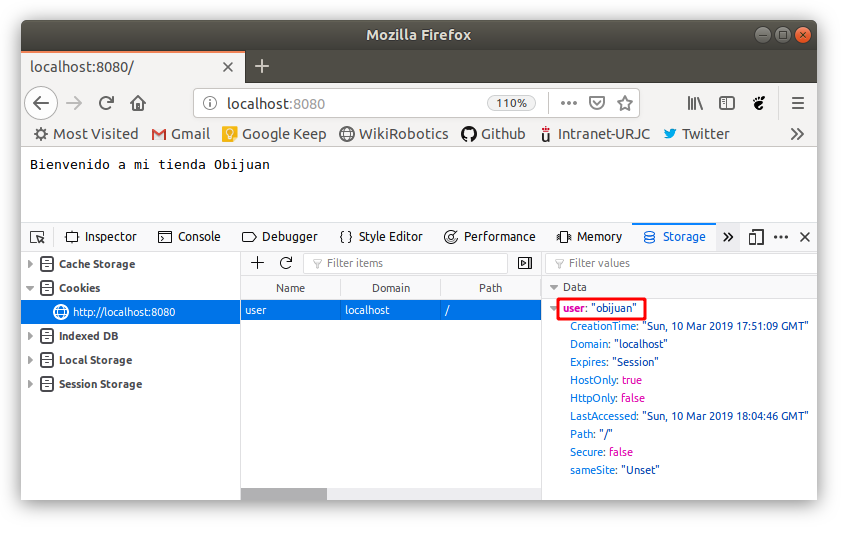 Mozilla Firefox
localhost:8080/
localhost:8080 110%
Most Visited Gmail Google Keep WikiRobotics Github Intranet-URJC Twitter
Bienvenido a mi tienda Obijuan
Inspector Console Debugger { } Style Editor Performance Memory Storage
Cache Storage
Cookies
http://localhost:8080
Indexed DB
Local Storage
Session Storage
Filter items
Name Domain Path
user localhost /
Filter values
Data
user: "obijuan"
CreationTime: "Sun, 10 Mar 2019 17:51:09 GMT"
Domain: "localhost"
Expires: "Session"
HostOnly: true
HttpOnly: false
LastAccessed: "Sun, 10 Mar 2019 18:04:46 GMT"
Path: "/"
Secure: false
sameSite: "Unset"